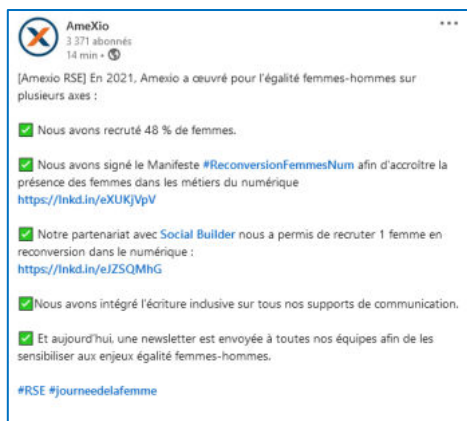 AmeXio
3 371 abonnés
14 min •
[Amexio RSE] En 2021, Amexio a œuvré pour l'égalité femmes-hommes sur
plusieurs axes :
✅ Nous avons recruté 48 % de femmes.
✅ Nous avons signé le Manifeste #ReconversionFemmesNum afin d'accroître la
présence des femmes dans les métiers du numérique
https://lnkd.in/eXUKjVpV
✅ Notre partenariat avec Social Builder nous a permis de recruter 1 femme en
reconversion dans le numérique :
https://lnkd.in/eJZSQMhG
✅Nous avons intégré l'écriture inclusive sur tous nos supports de communication.
✅ Et aujourd'hui, une newsletter est envoyée à toutes nos équipes afin de les
sensibiliser aux enjeux égalité femmes-hommes.
#RSE #journeedelafemme